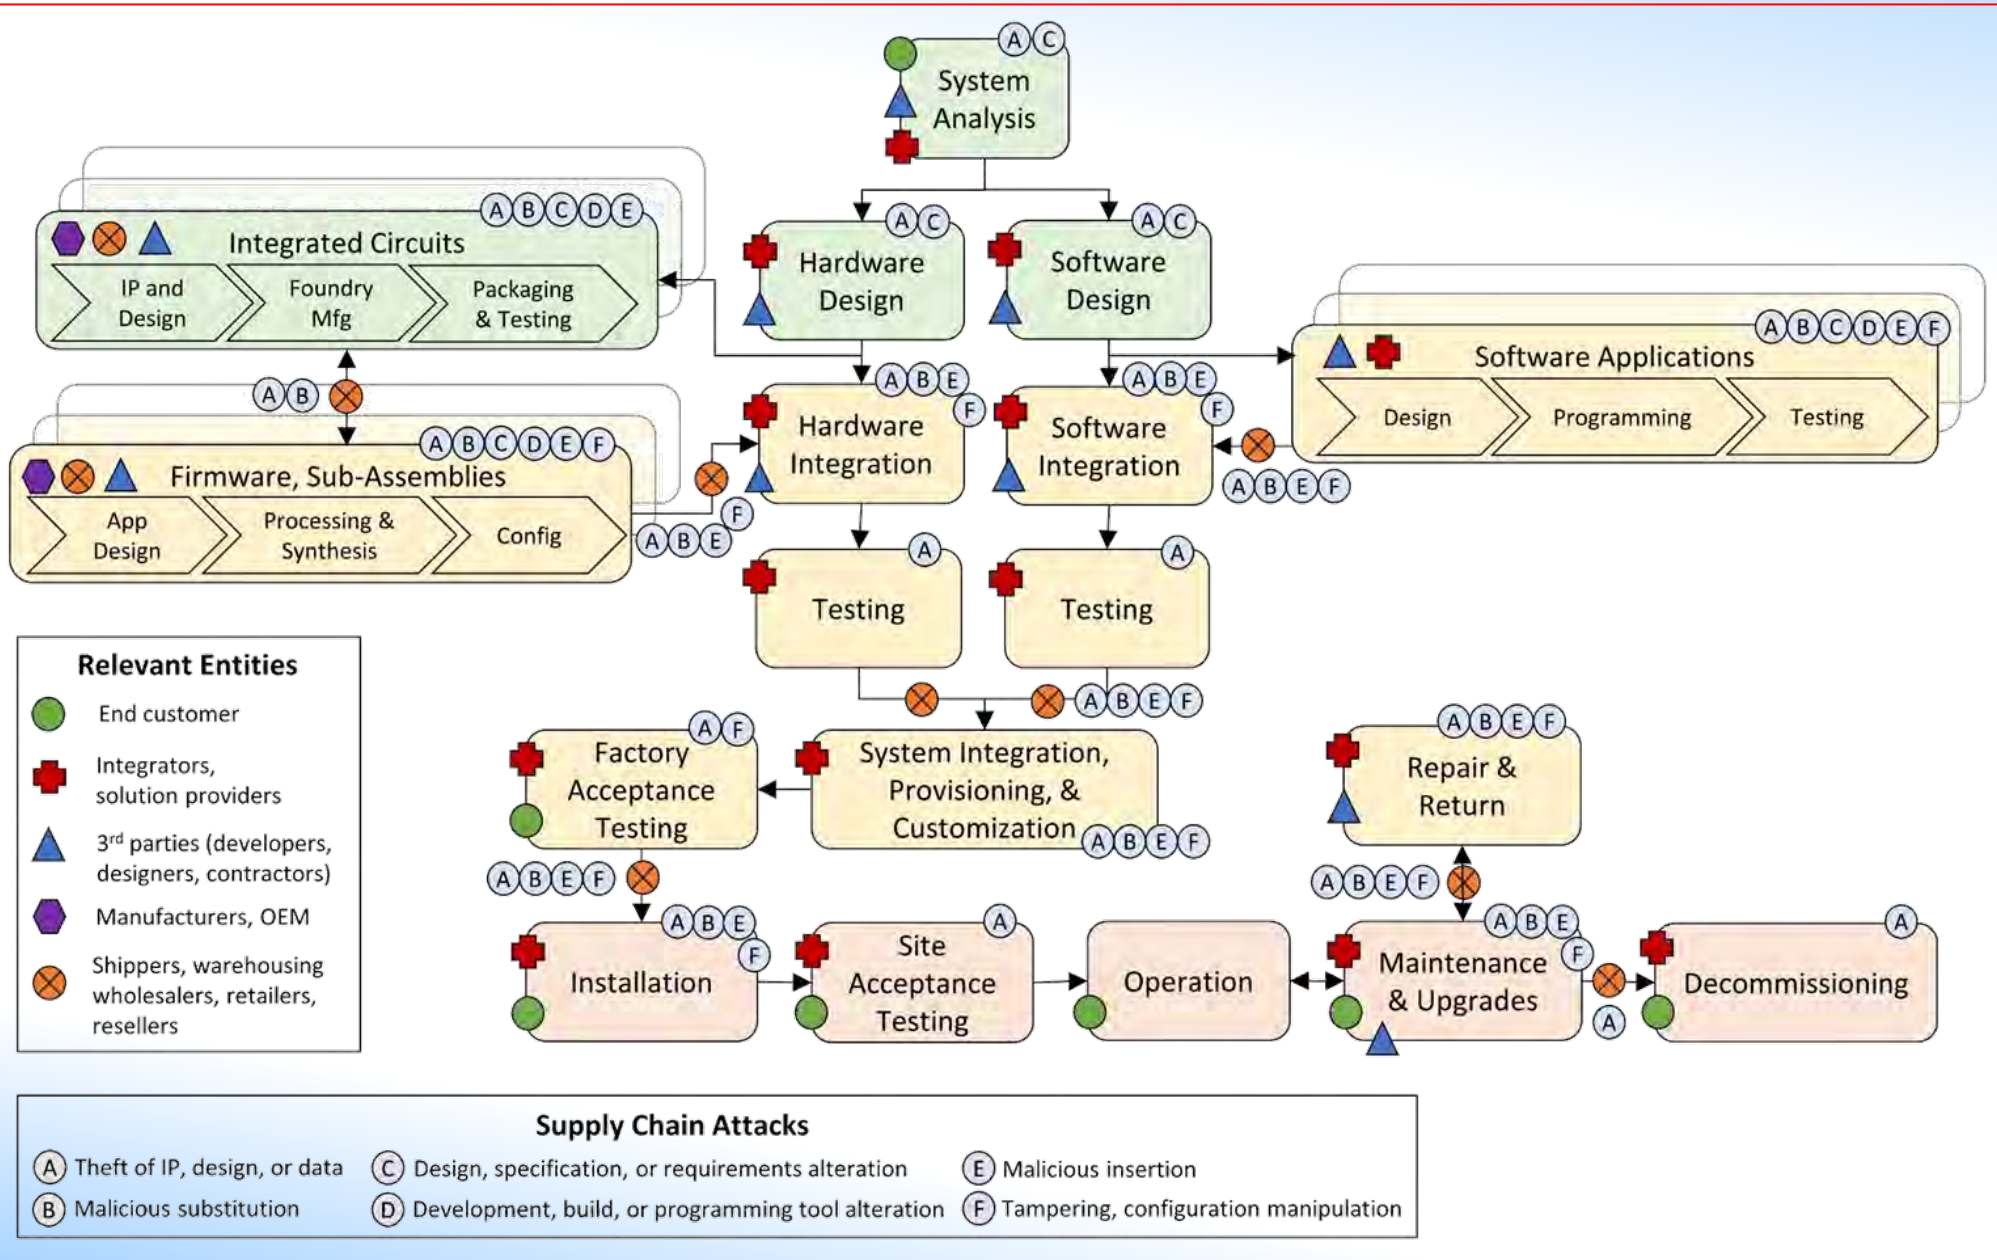 A C
System
Analysis
A B C D E
Integrated Circuits
IP and
Design
Foundry
Mfg
Packaging
& Testing
A C
Hardware
Design
A C
Software
Design
A B C D E F
Software Applications
Design
Programming
Testing
A B
A B C D E F
Firmware, Sub-Assemblies
App
Design
Processing &
Synthesis
Config
F
A B E
A B E
F
Hardware
Integration
A B E
F
Software
Integration
A B E F
A
Testing
A
Testing
A B E F
Relevant Entities
End customer
Integrators,
solution providers
3rd parties (developers,
designers, contractors)
Manufacturers, OEM
Shippers, warehousing
wholesalers, retailers,
resellers
A F
Factory
Acceptance
Testing
System Integration,
Provisioning, &
Customization
A B E F
A B E F
Repair &
Return
A B E F
A B E F
A B E
F
Installation
A
Site
Acceptance
Testing
Operation
A B E
F
Maintenance
& Upgrades
A
A
Decommissioning
Supply Chain Attacks
A Theft of IP, design, or data
C Design, specification, or requirements alteration
E Malicious insertion
B Malicious substitution
D Development, build, or programming tool alteration
F Tampering, configuration manipulation